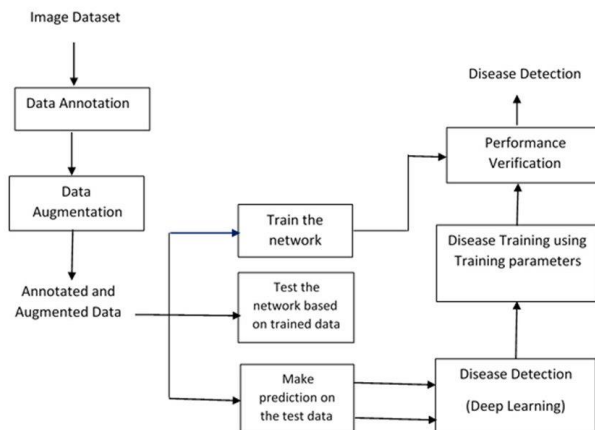 Image Dataset
Data Annotation
Data
Augmentation
Annotated and
Augmented Data
Train the
network
Test the
network based
on trained data
Make
prediction on
the test data
Disease Detection
Performance
Verification
Disease Training using
Training parameters
Disease Detection
(Deep Learning)